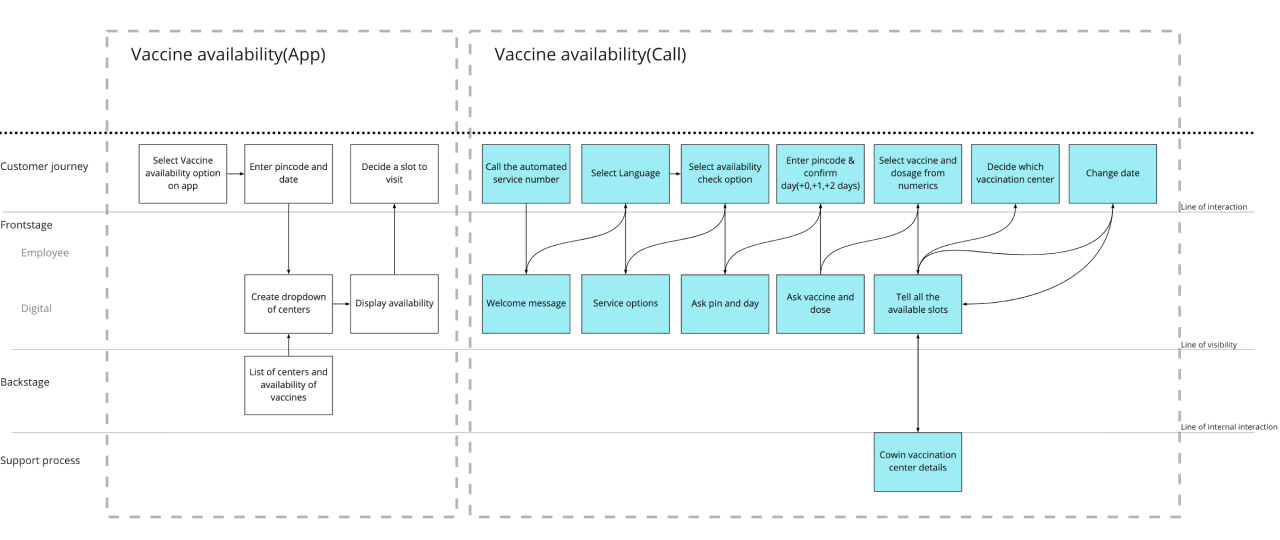 Vaccine availability(App)
Vaccine availability(Call)
Customer journey
Select Vaccine
availability option
on app
Enter pincode and
date
Decide a slot to
visit
Call the automated
service number
Select Language
Select availability
check option
Enter pincode &
confirm
day(+0,+1,+2 days)
Select vaccine and
dosage from
numerics
Decide which
vaccination center
Change date
Line of interaction
Frontstage
Employee
Digital
Create dropdown
of centers
Display availability
Welcome message
Service options
Ask pin and day
Ask vaccine and
dose
Tell all the
available slots
Line of visibility
Backstage
List of centers and
availability of
vaccines
Line of internal interaction
Support process
Cowin vaccination
center details